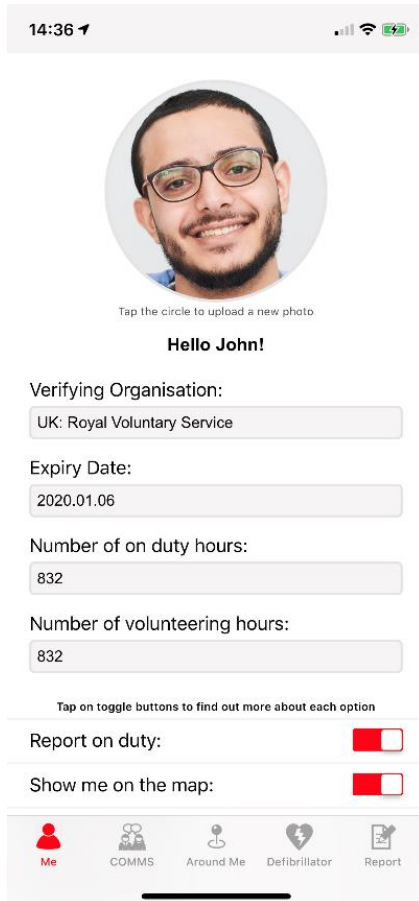 14:36
Tap the circle to upload a new photo
Hello John!
Verifying Organisation:
UK: Royal Voluntary Service
Expiry Date:
2020.01.06
Number of on duty hours:
832
Number of volunteering hours:
832
Tap on toggle buttons to find out more about each option
Report on duty:
Show me on the map:
Me COMMS Around Me Defibrillator Report